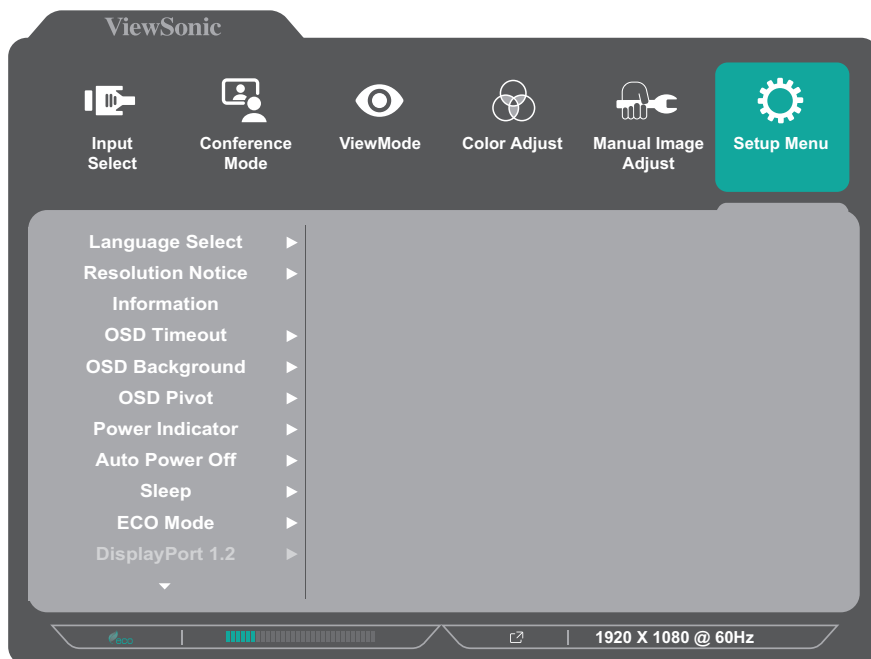 ViewSonic
Input Select
Conference Mode
ViewMode
Color Adjust
Manual Image Adjust
Setup Menu
Language Select
Resolution Notice
Information
OSD Timeout
OSD Background
OSD Pivot
Power Indicator
Auto Power Off
Sleep
ECO Mode
DisplayPort 1.2
eco
1920 X 1080 @ 60Hz